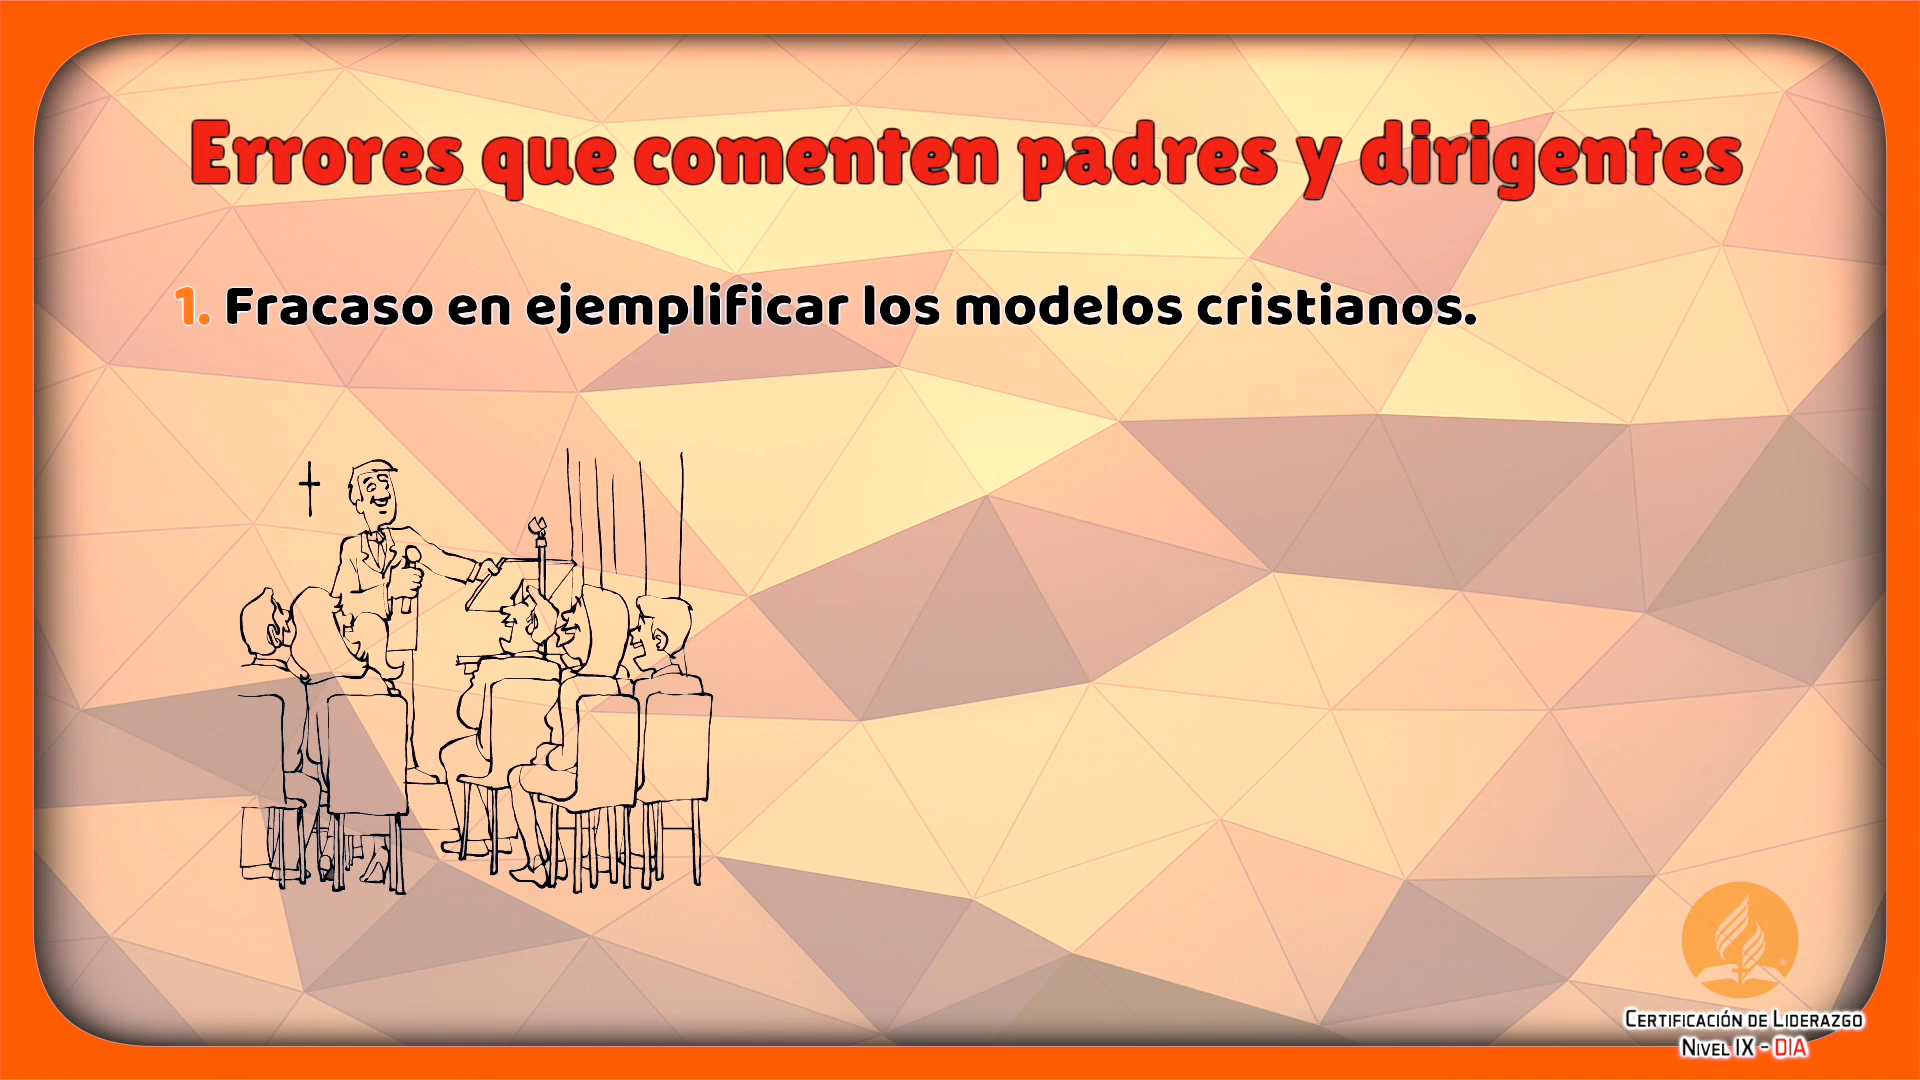 Errores que comenten padres y dirigentes
1. Fracaso en ejemplificar los modelos cristianos.
Certificación de Liderazgo
Nivel IX - DIA